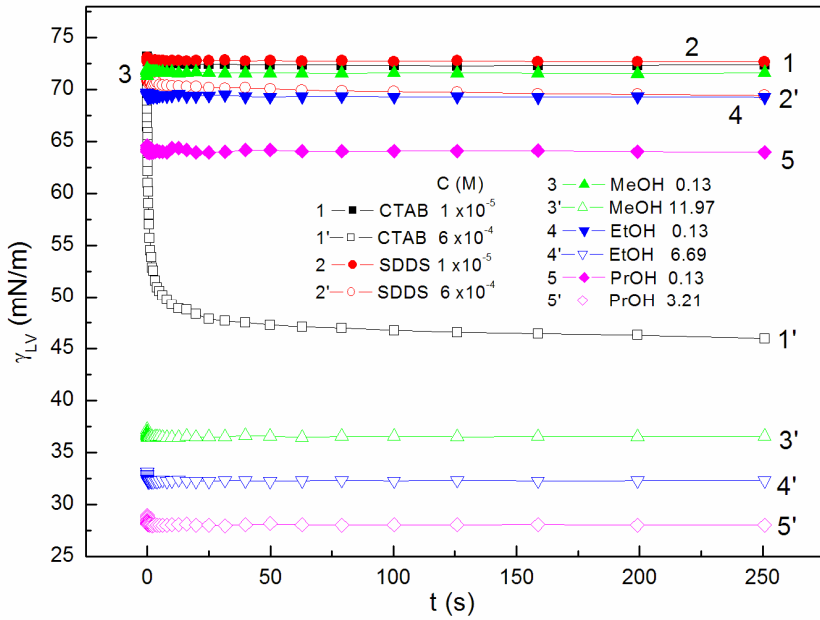 75
70
65
60
55
50
45
40
35
30
25
γLV (mN/m)
0
50
100
150
200
250
t (s)
3
2
1
2'
4
5
1'
3'
4'
5'
C (M)
1 CTAB 1 x10⁻⁵
1' CTAB 6 x10⁻⁴
2 SDDS 1 x10⁻⁵
2' SDDS 6 x10⁻⁴
3 MeOH 0.13
3' MeOH 11.97
4 EtOH 0.13
4' EtOH 6.69
5 PrOH 0.13
5' PrOH 3.21